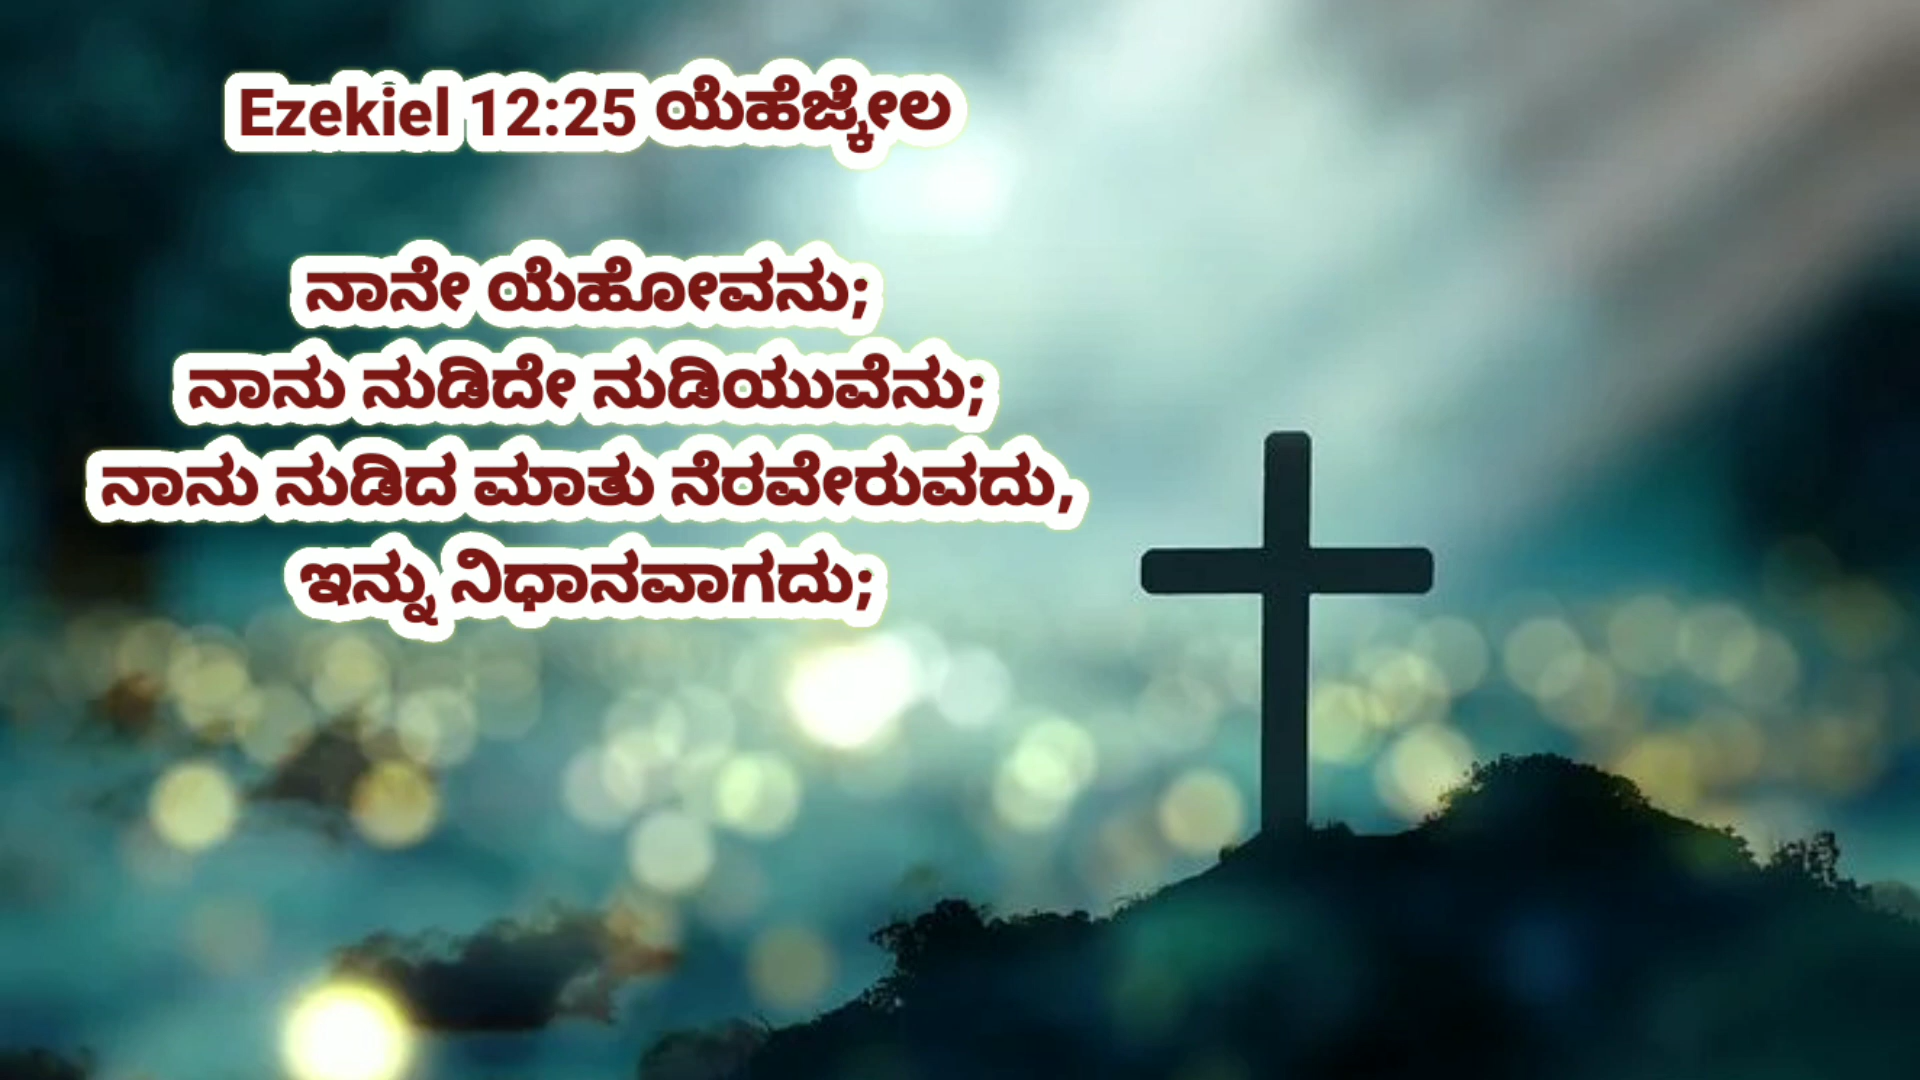 Ezekiel 12:25 ಯೆಹೆಜ್ಕೇಲ
ನಾನೇ ಯೆಹೋವನು;
ನಾನು ನುಡಿದೇ ನುಡಿಯುವೆನು;
ನಾನು ನುಡಿದ ಮಾತು ನೆರವೇರುವದು,
ಇನ್ನು ನಿಧಾನವಾಗದು;